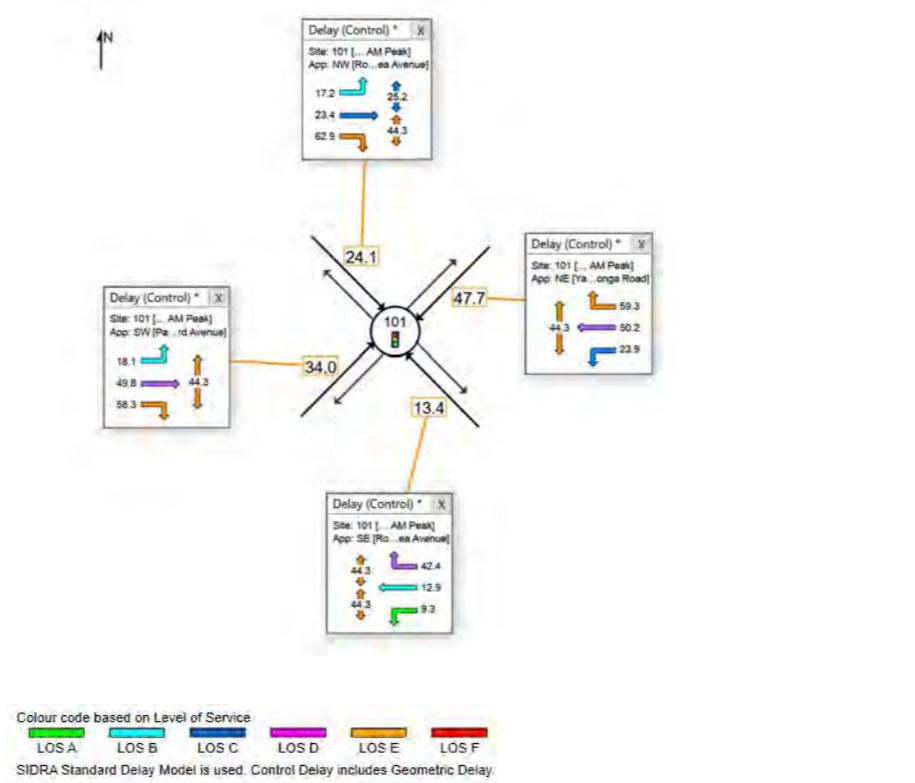 N
Delay (Control) * X
Site: 101 [... AM Peak]
App: NW [Ro...ea Avenue]
17.2
23.4
62.9
25.2
44.3
24.1
Delay (Control) * X
Site: 101 [... AM Peak]
App: NE [Ya...onga Road]
44.3
59.3
50.2
23.9
47.7
101
Delay (Control) * X
Site: 101 [... AM Peak]
App: SW [Pa...rd Avenue]
18.1
49.8
58.3
44.3
34.0
13.4
Delay (Control) * X
Site: 101 [... AM Peak]
App: SE [Ro...ea Avenue]
44.3
44.3
42.4
12.9
9.3
Colour code based on Level of Service
LOS A LOS B LOS C LOS D LOS E LOS F
SIDRA Standard Delay Model is used. Control Delay includes Geometric Delay.